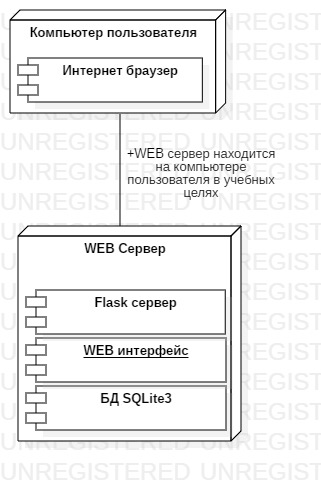 Компьютер пользователя
Интернет браузер
+WEB сервер находится
на компьютере
пользователя в учебных
целях
WEB Сервер
Flask сервер
WEB интерфейс
БД SQLite3
UNREGISTERED